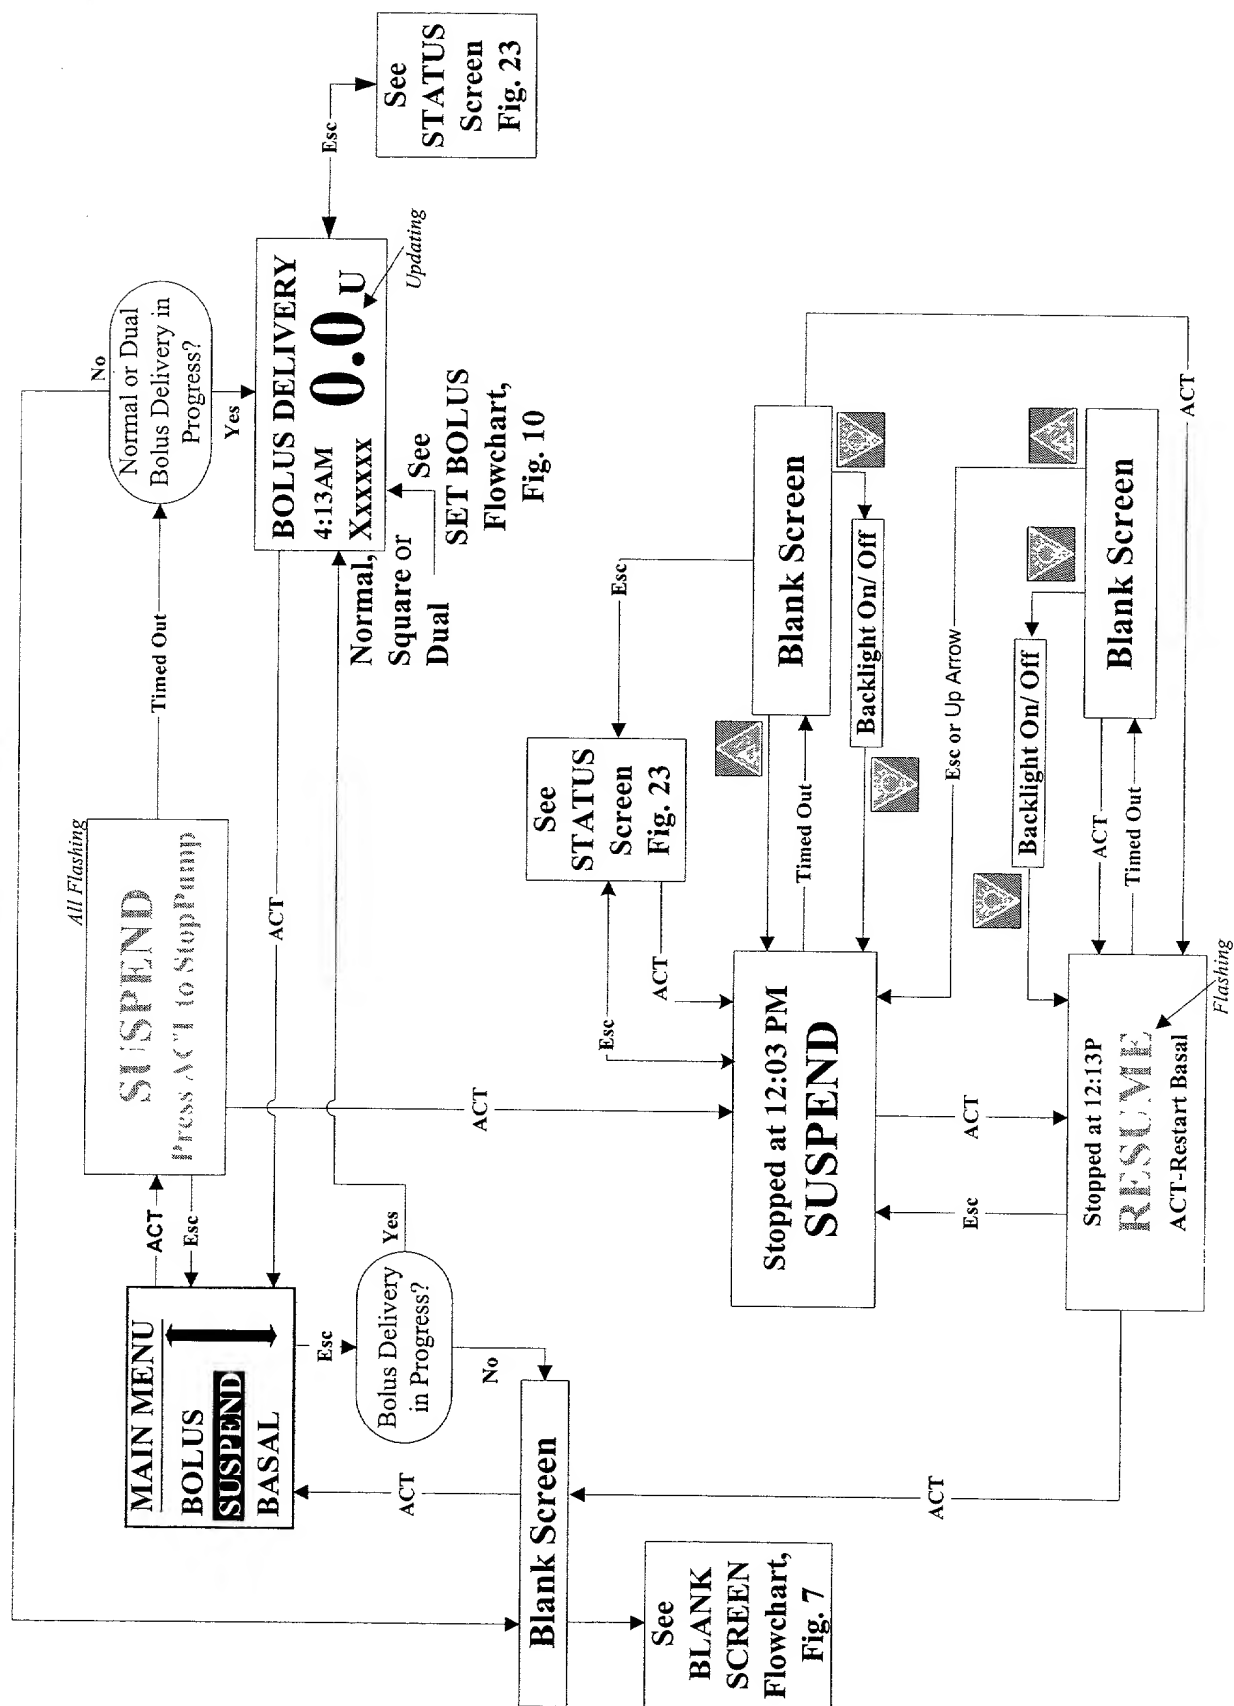 MAIN MENU
BOLUS
SUSPEND
BASAL
ACT
Esc
All Flashing
SUSPEND
Press ACT to StopPump
Timed Out
Normal or Dual
Bolus Delivery in
Progress?
No
Yes
BOLUS DELIVERY
4:13AM
Xxxxxx
0.0 U
Updating
Esc
See
STATUS
Screen
Fig. 23
Normal,
Square or
Dual
See
SET BOLUS
Flowchart,
Fig. 10
ACT
Esc
Bolus Delivery
in Progress?
Yes
No
ACT
Blank Screen
See
BLANK
SCREEN
Flowchart,
Fig. 7
ACT
Stopped at 12:03 PM
SUSPEND
Esc
ACT
See
STATUS
Screen
Fig. 23
Esc
Timed Out
Blank Screen
Backlight On/ Off
ACT
Esc
Esc or Up Arrow
Stopped at 12:13P
RESUME
ACT-Restart Basal
Flashing
Backlight On/ Off
ACT
Timed Out
Blank Screen
ACT
ACT